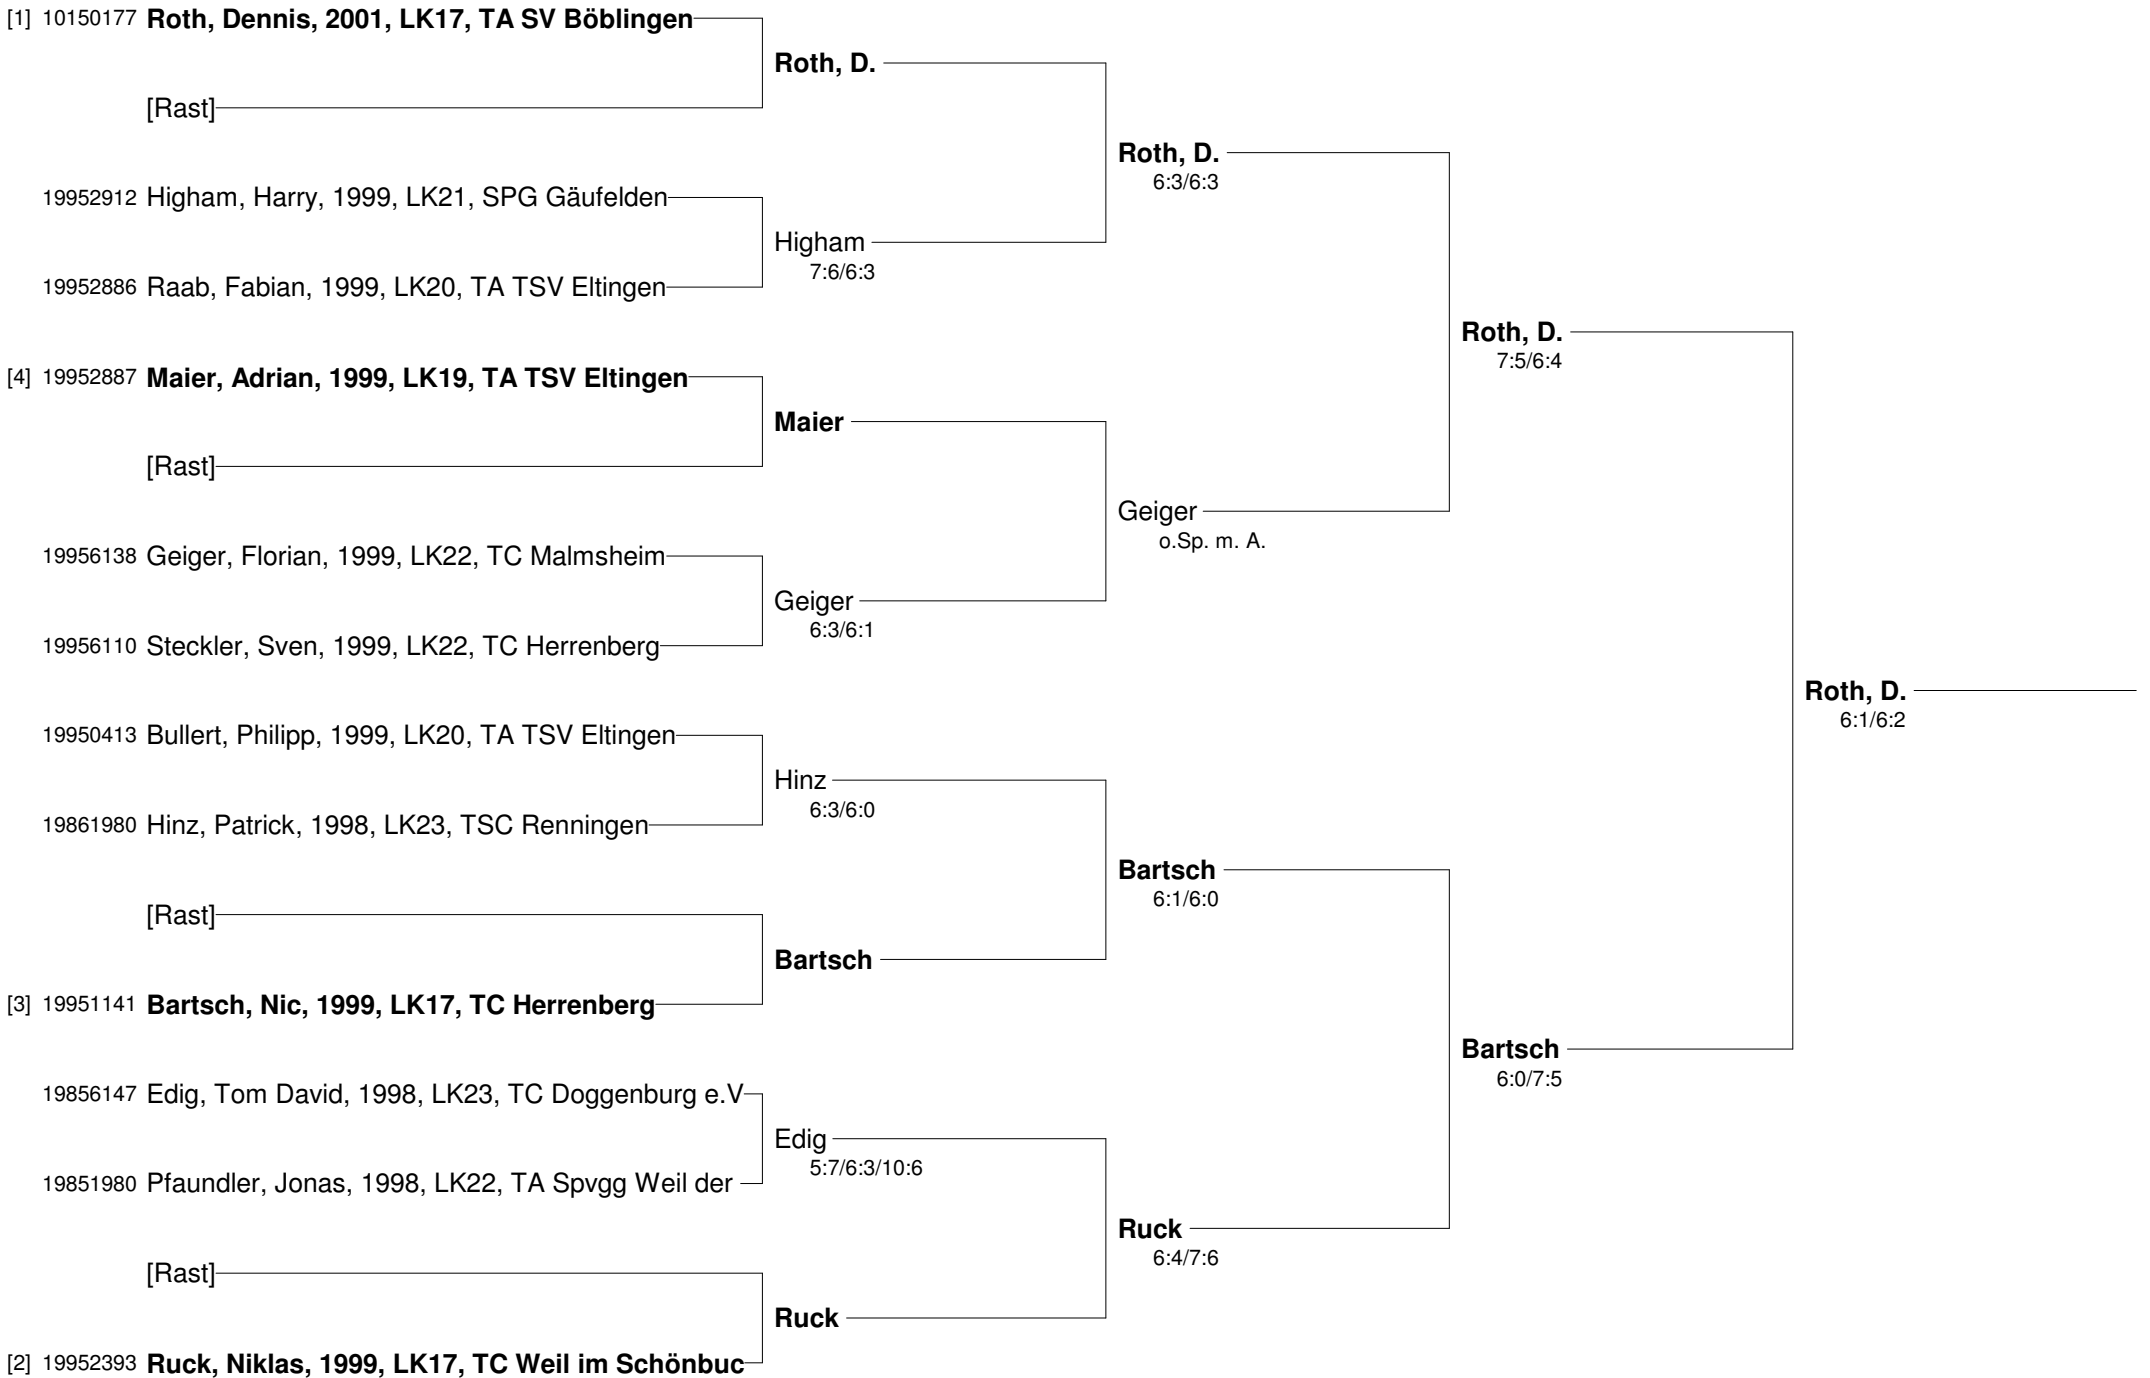 [1] 10150177 Roth, Dennis, 2001, LK17, TA SV Böblingen
Roth, D.
[Rast]
Roth, D.
6:3/6:3
19952912 Higham, Harry, 1999, LK21, SPG Gäufelden
Higham
7:6/6:3
19952886 Raab, Fabian, 1999, LK20, TA TSV Eltingen
Roth, D.
7:5/6:4
[4] 19952887 Maier, Adrian, 1999, LK19, TA TSV Eltingen
Maier
[Rast]
Geiger
o.Sp. m. A.
19956138 Geiger, Florian, 1999, LK22, TC Malmsheim
Geiger
6:3/6:1
19956110 Steckler, Sven, 1999, LK22, TC Herrenberg
Roth, D.
6:1/6:2
19950413 Bullert, Philipp, 1999, LK20, TA TSV Eltingen
Hinz
6:3/6:0
19861980 Hinz, Patrick, 1998, LK23, TSC Renningen
Bartsch
6:1/6:0
[Rast]
Bartsch
[3] 19951141 Bartsch, Nic, 1999, LK17, TC Herrenberg
Bartsch
6:0/7:5
19856147 Edig, Tom David, 1998, LK23, TC Doggenburg e.V
Edig
5:7/6:3/10:6
19851980 Pfaundler, Jonas, 1998, LK22, TA Spvgg Weil der
Ruck
6:4/7:6
[Rast]
Ruck
[2] 19952393 Ruck, Niklas, 1999, LK17, TC Weil im Schönbuc